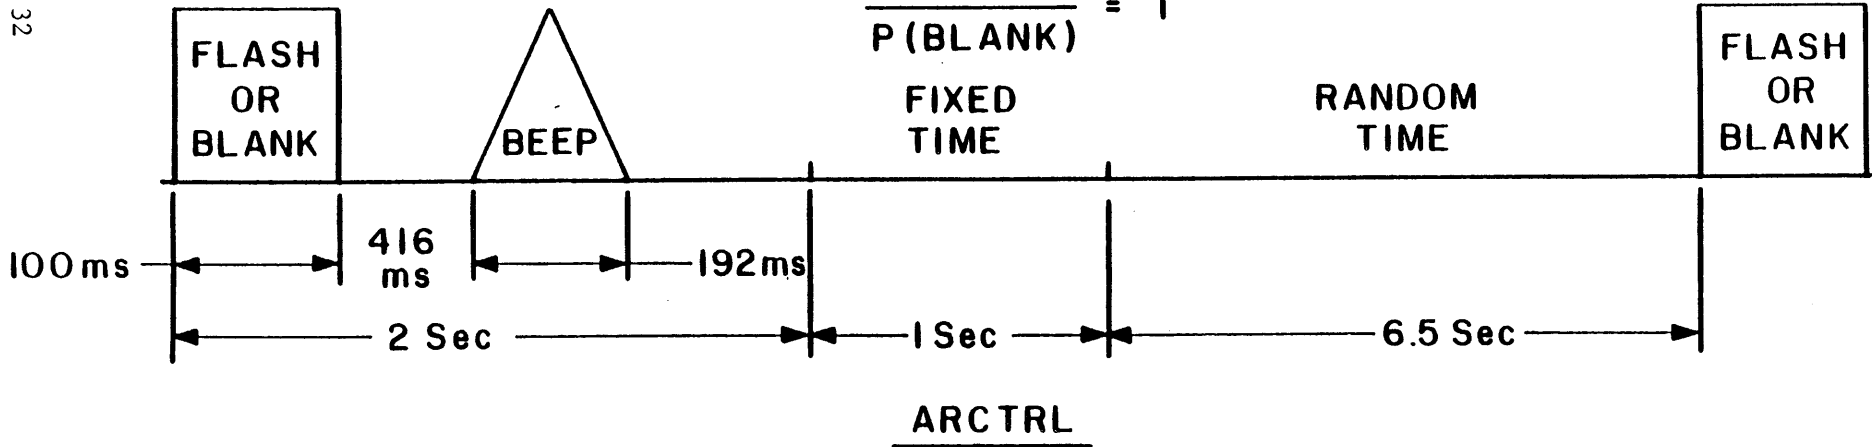 32
P(BLANK) = 1
FLASH
OR
BLANK
BEEP
FIXED
TIME
RANDOM
TIME
FLASH
OR
BLANK
100ms
416
ms
192ms
2 Sec
1 Sec
6.5 Sec
ARCTRL